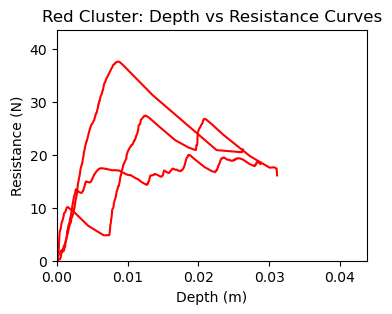 Red Cluster: Depth vs Resistance Curves
40
30
20
10
0
Resistance (N)
0.00 0.01 0.02 0.03 0.04
Depth (m)